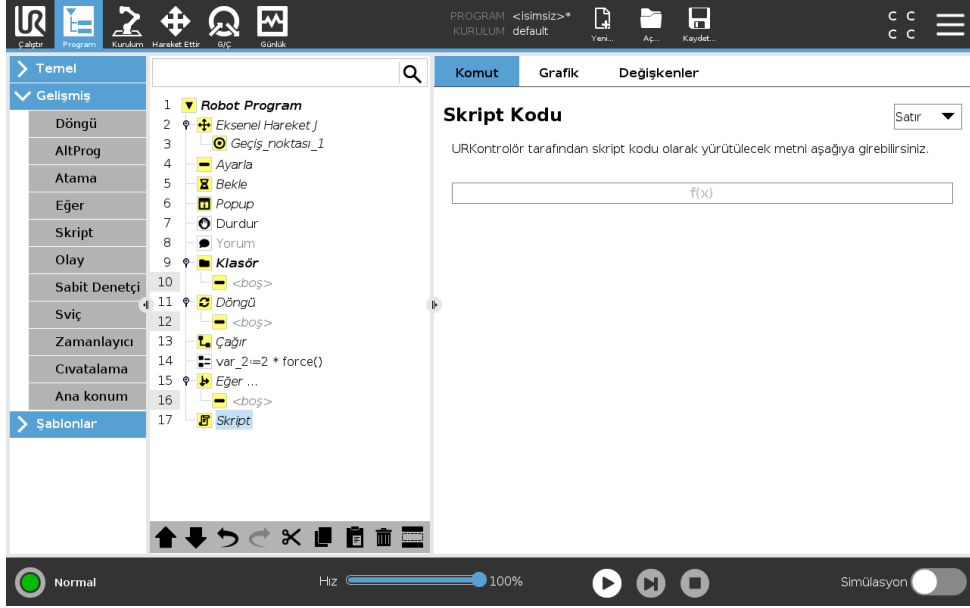 PROGRAM <isimsiz>*
KURULUM default
Çalıştır
Program
Kurulum
Hareket Ettir
G/Ç
Günlük
Yeni...
Aç...
Kaydet...
C C
C C
Temel
Gelişmiş
Döngü
AltProg
Atama
Eğer
Skript
Olay
Sabit Denetçi
Sviç
Zamanlayıcı
Cıvatalama
Ana konum
Şablonlar
1 Robot Program
2 Eksenel Hareket J
3 Geçiş_noktası_1
4 Ayarla
5 Bekle
6 Popup
7 Durdur
8 Yorum
9 Klasör
10 <boş>
11 Döngü
12 <boş>
13 Çağır
14 var_2:=2 * force()
15 Eğer ...
16 <boş>
17 Skript
Komut
Grafik
Değişkenler
Skript Kodu
Satır
URKontrolör tarafından skript kodu olarak yürütülecek metni aşağıya girebilirsiniz.
f(x)
Normal
Hız
100%
Simülasyon